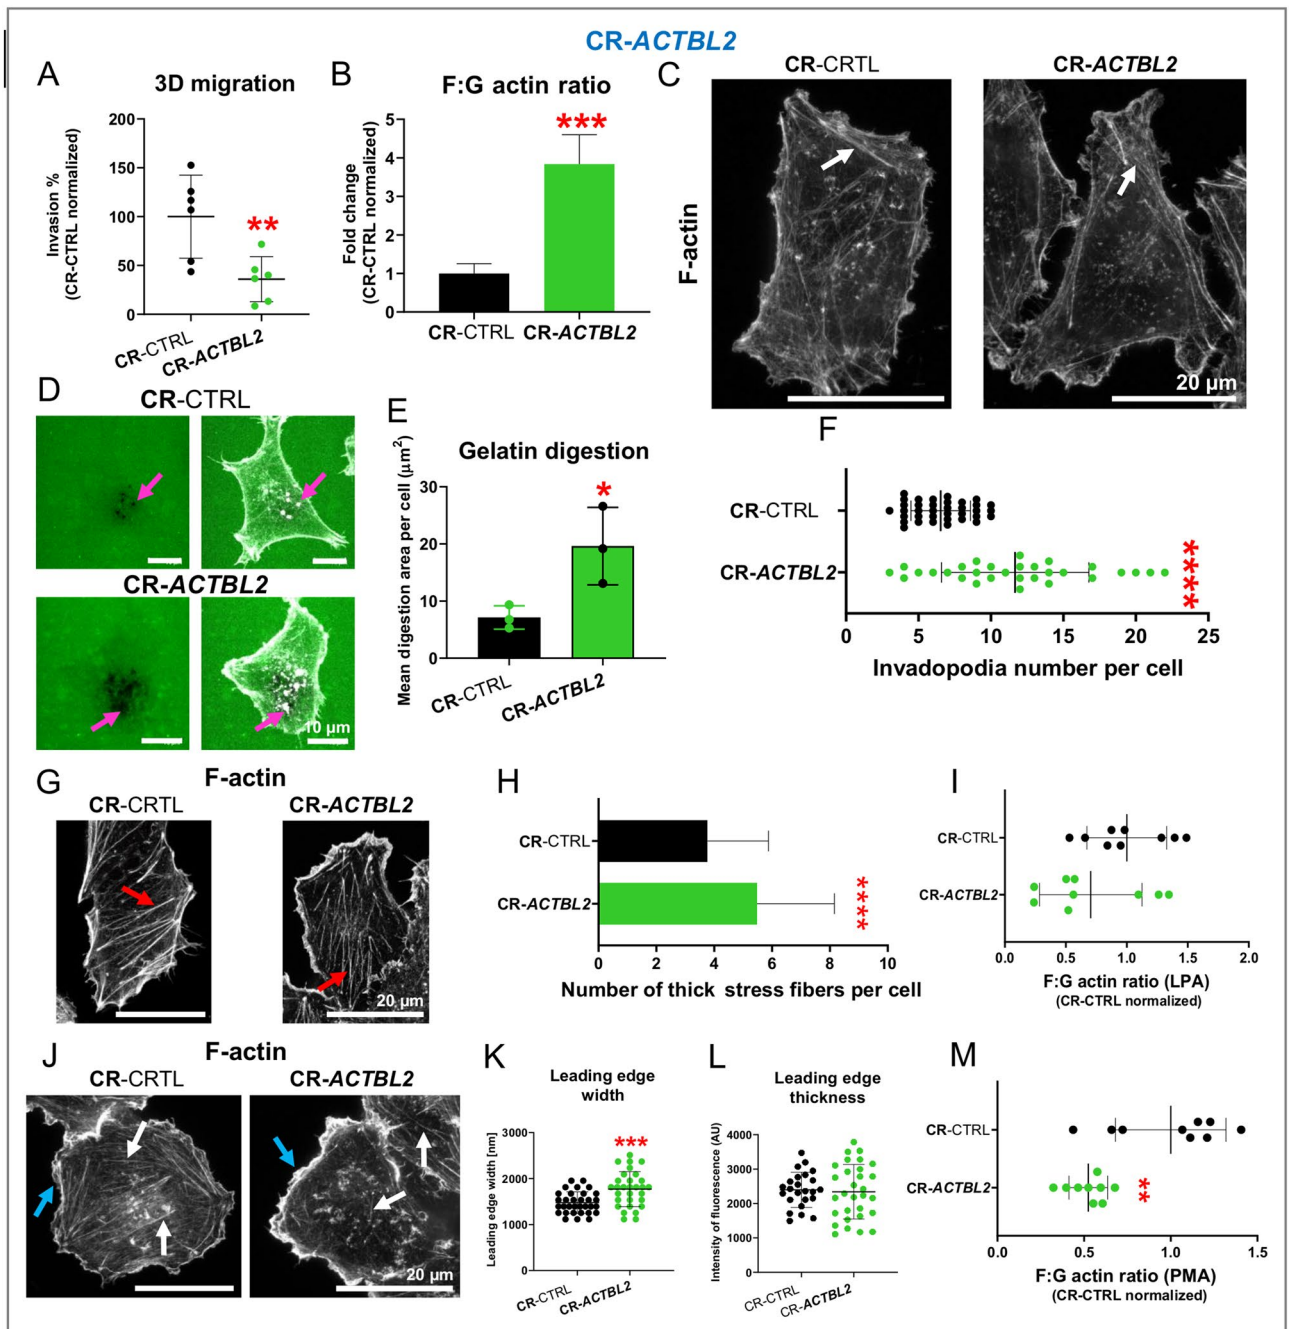 CR-ACTBL2
A
3D migration
Invasion %
(CR-CTRL normalized)
200
150
100
50
0
**
CR-CTRL
CR-ACTBL2
B
F:G actin ratio
Fold change
(CR-CTRL normalized)
5
4
3
2
1
0
***
CR-CTRL CR-ACTBL2
C
CR-CRTL
CR-ACTBL2
F-actin
20 µm
D
CR-CTRL
CR-ACTBL2
10 µm
E
Gelatin digestion
Mean digestion area per cell (µm²)
30
20
10
0
*
CR-CTRL
CR-ACTBL2
F
CR-CTRL
CR-ACTBL2
****
0 5 10 15 20 25
Invadopodia number per cell
G
F-actin
CR-CRTL
CR-ACTBL2
20 µm
H
CR-CTRL
CR-ACTBL2
****
0 2 4 6 8 10
Number of thick stress fibers per cell
I
CR-CTRL
CR-ACTBL2
0.0 0.5 1.0 1.5 2.0
F:G actin ratio (LPA)
(CR-CTRL normalized)
J
F-actin
CR-CRTL
CR-ACTBL2
20 µm
K
Leading edge
width
Leading edge width [nm]
3000
2000
1000
0
***
CR-CTRL
CR-ACTBL2
L
Leading edge
thickness
Intensity of fluorescence (AU)
4000
3000
2000
1000
0
CR-CTRL
CR-ACTBL2
M
CR-CTRL
CR-ACTBL2
**
0.0 0.5 1.0 1.5
F:G actin ratio (PMA)
(CR-CTRL normalized)